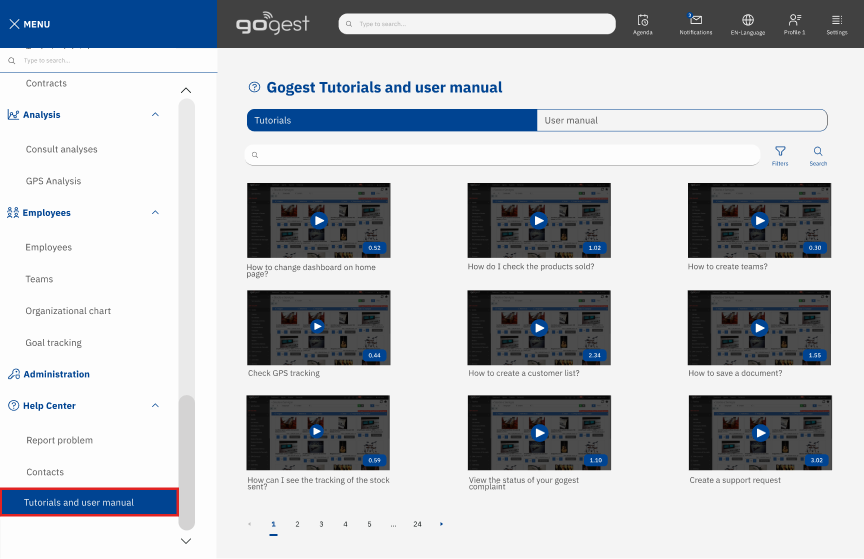 MENU
gogest
Type to search...
Agenda
3
Notifications
EN-Language
Profile 1
Settings
Type to search...
Contracts
Analysis
Consult analyses
GPS Analysis
Employees
Employees
Teams
Organizational chart
Goal tracking
Administration
Help Center
Report problem
Contacts
Tutorials and user manual
Gogest Tutorials and user manual
Tutorials
User manual
Filters
Search
0.52
1.02
0.30
How to change dashboard on home
page?
How do I check the products sold?
How to create teams?
0.44
2.34
1.55
Check GPS tracking
How to create a customer list?
How to save a document?
0.59
1.10
3.02
How can I see the tracking of the stock
sent?
View the status of your gogest
complaint
Create a support request
1 2 3 4 5 ... 24